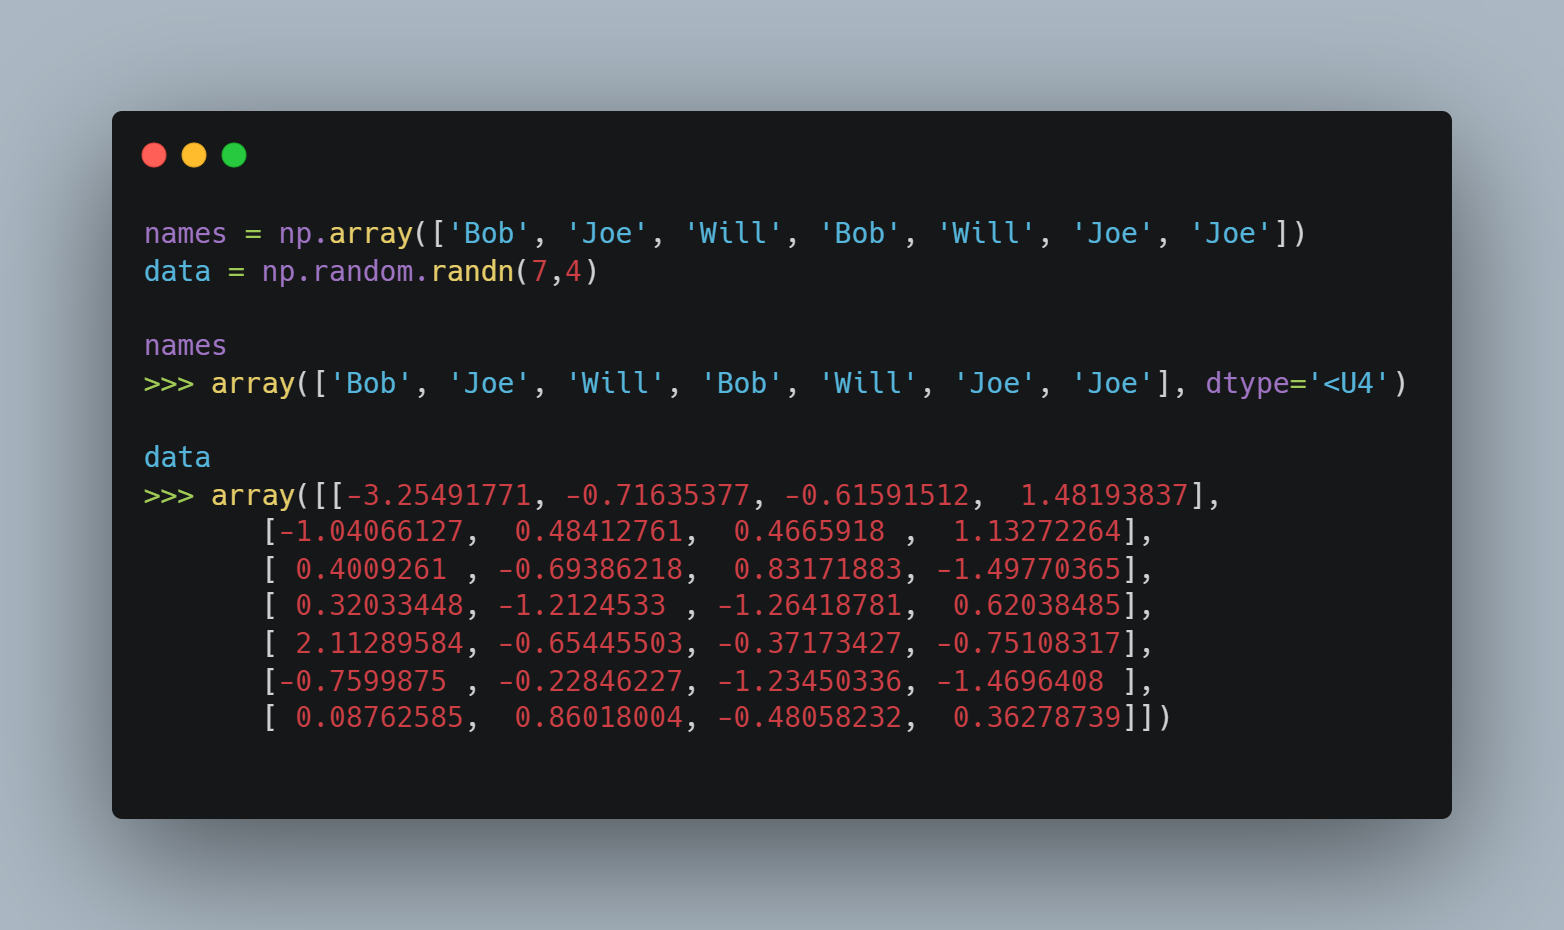 names = np.array(['Bob', 'Joe', 'Will', 'Bob', 'Will', 'Joe', 'Joe'])
data = np.random.randn(7,4)
names
>>> array(['Bob', 'Joe', 'Will', 'Bob', 'Will', 'Joe', 'Joe'], dtype='<U4')
data
>>> array([[-3.25491771, -0.71635377, -0.61591512,  1.48193837],
       [-1.04066127,  0.48412761,  0.4665918 ,  1.13272264],
       [ 0.4009261 , -0.69386218,  0.83171883, -1.49770365],
       [ 0.32033448, -1.2124533 , -1.26418781,  0.62038485],
       [ 2.11289584, -0.65445503, -0.37173427, -0.75108317],
       [-0.7599875 , -0.22846227, -1.23450336, -1.4696408 ],
       [ 0.08762585,  0.86018004, -0.48058232,  0.36278739]])